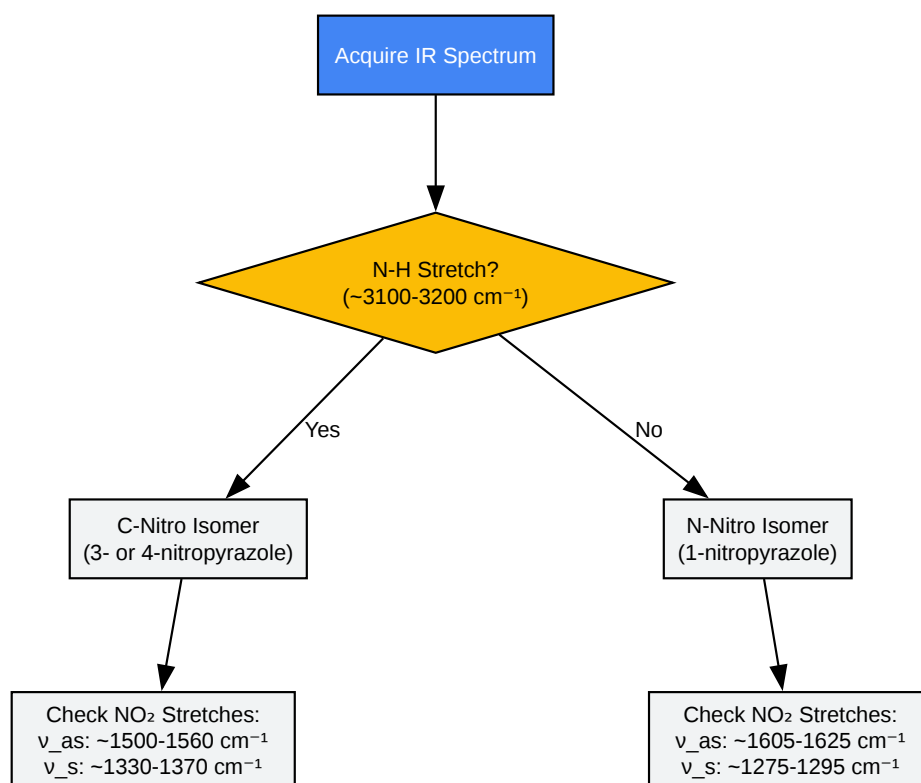 Acquire IR Spectrum
N-H Stretch?
(~3100-3200 cm⁻¹)
Yes
No
C-Nitro Isomer
(3- or 4-nitropyrazole)
N-Nitro Isomer
(1-nitropyrazole)
Check NO₂ Stretches:
ν_as: ~1500-1560 cm⁻¹
ν_s: ~1330-1370 cm⁻¹
Check NO₂ Stretches:
ν_as: ~1605-1625 cm⁻¹
ν_s: ~1275-1295 cm⁻¹